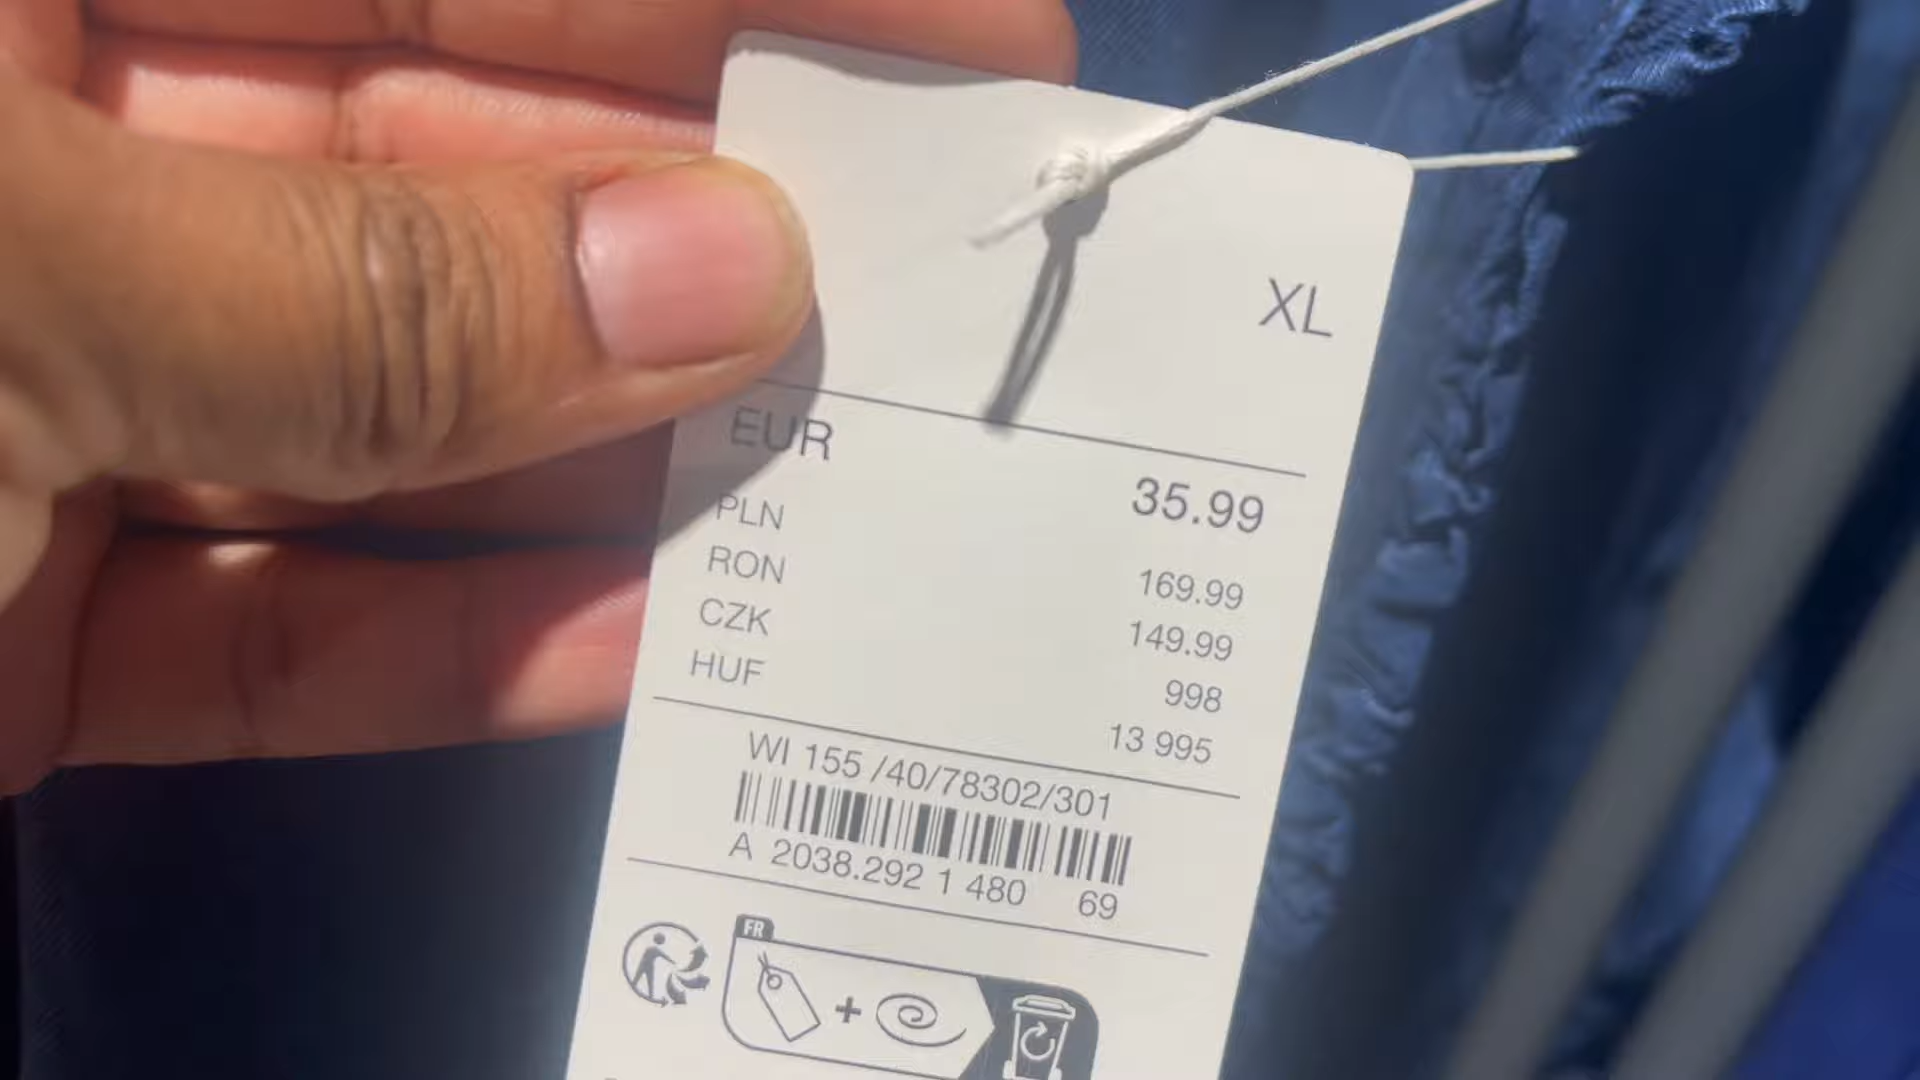 XL
EUR 35.99
PLN 169.99
RON 149.99
CZK 998
HUF 13 995
WI 155 /40/78302/301
A 2038.292 1 480 69
FR
+